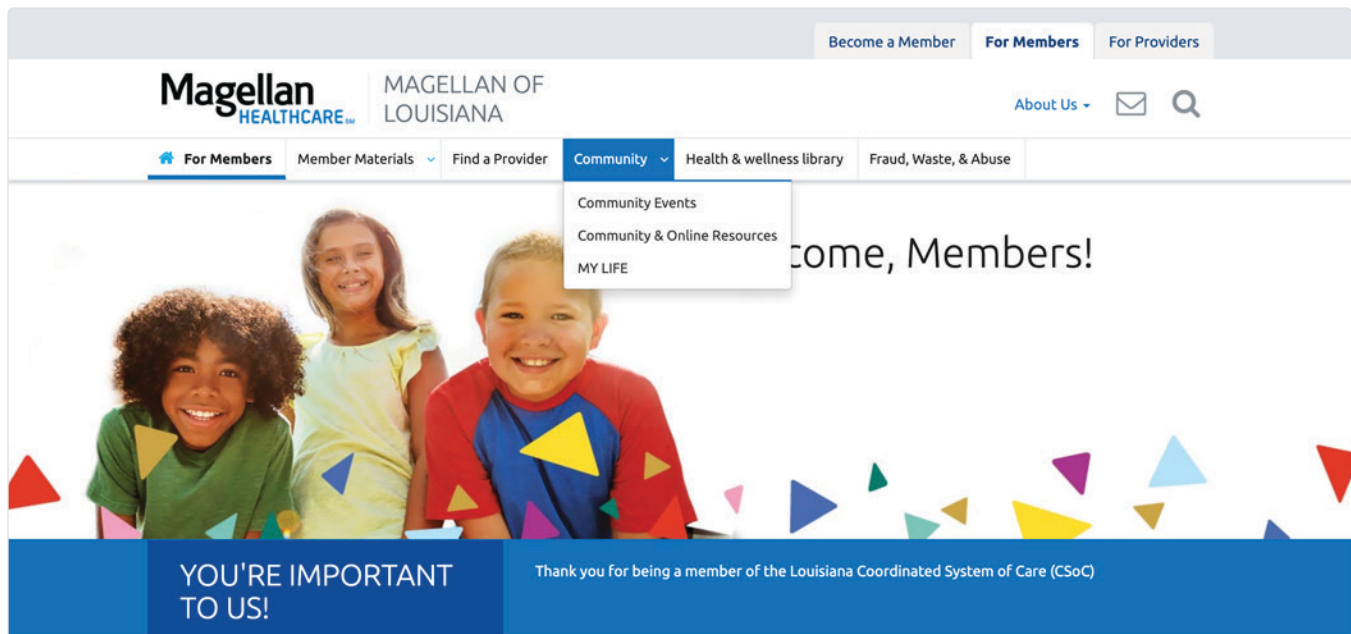 Become a Member
For Members
For Providers
Magellan
HEALTHCARE℠
MAGELLAN OF
LOUISIANA
About Us
For Members
Member Materials
Find a Provider
Community
Health & wellness library
Fraud, Waste, & Abuse
Community Events
Community & Online Resources
MY LIFE
come, Members!
YOU'RE IMPORTANT
TO US!
Thank you for being a member of the Louisiana Coordinated System of Care (CSoC)